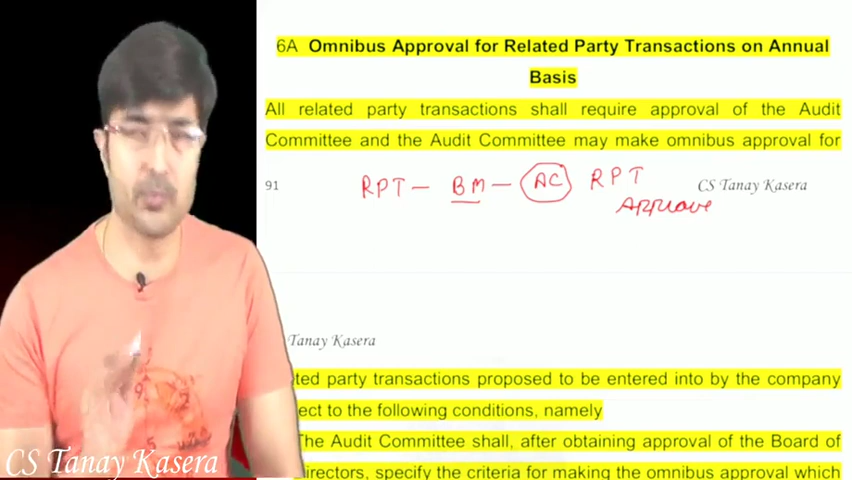 6A Omnibus Approval for Related Party Transactions on Annual
Basis
All related party transactions shall require approval of the Audit
Committee and the Audit Committee may make omnibus approval for
91
RPT - BM - AC RPT
Approve
CS Tanay Kasera
Tanay Kasera
ted party transactions proposed to be entered into by the company
ect to the following conditions, namely
The Audit Committee shall, after obtaining approval of the Board of
irectors, specify the criteria for making the omnibus approval which
CS Tanay Kasera